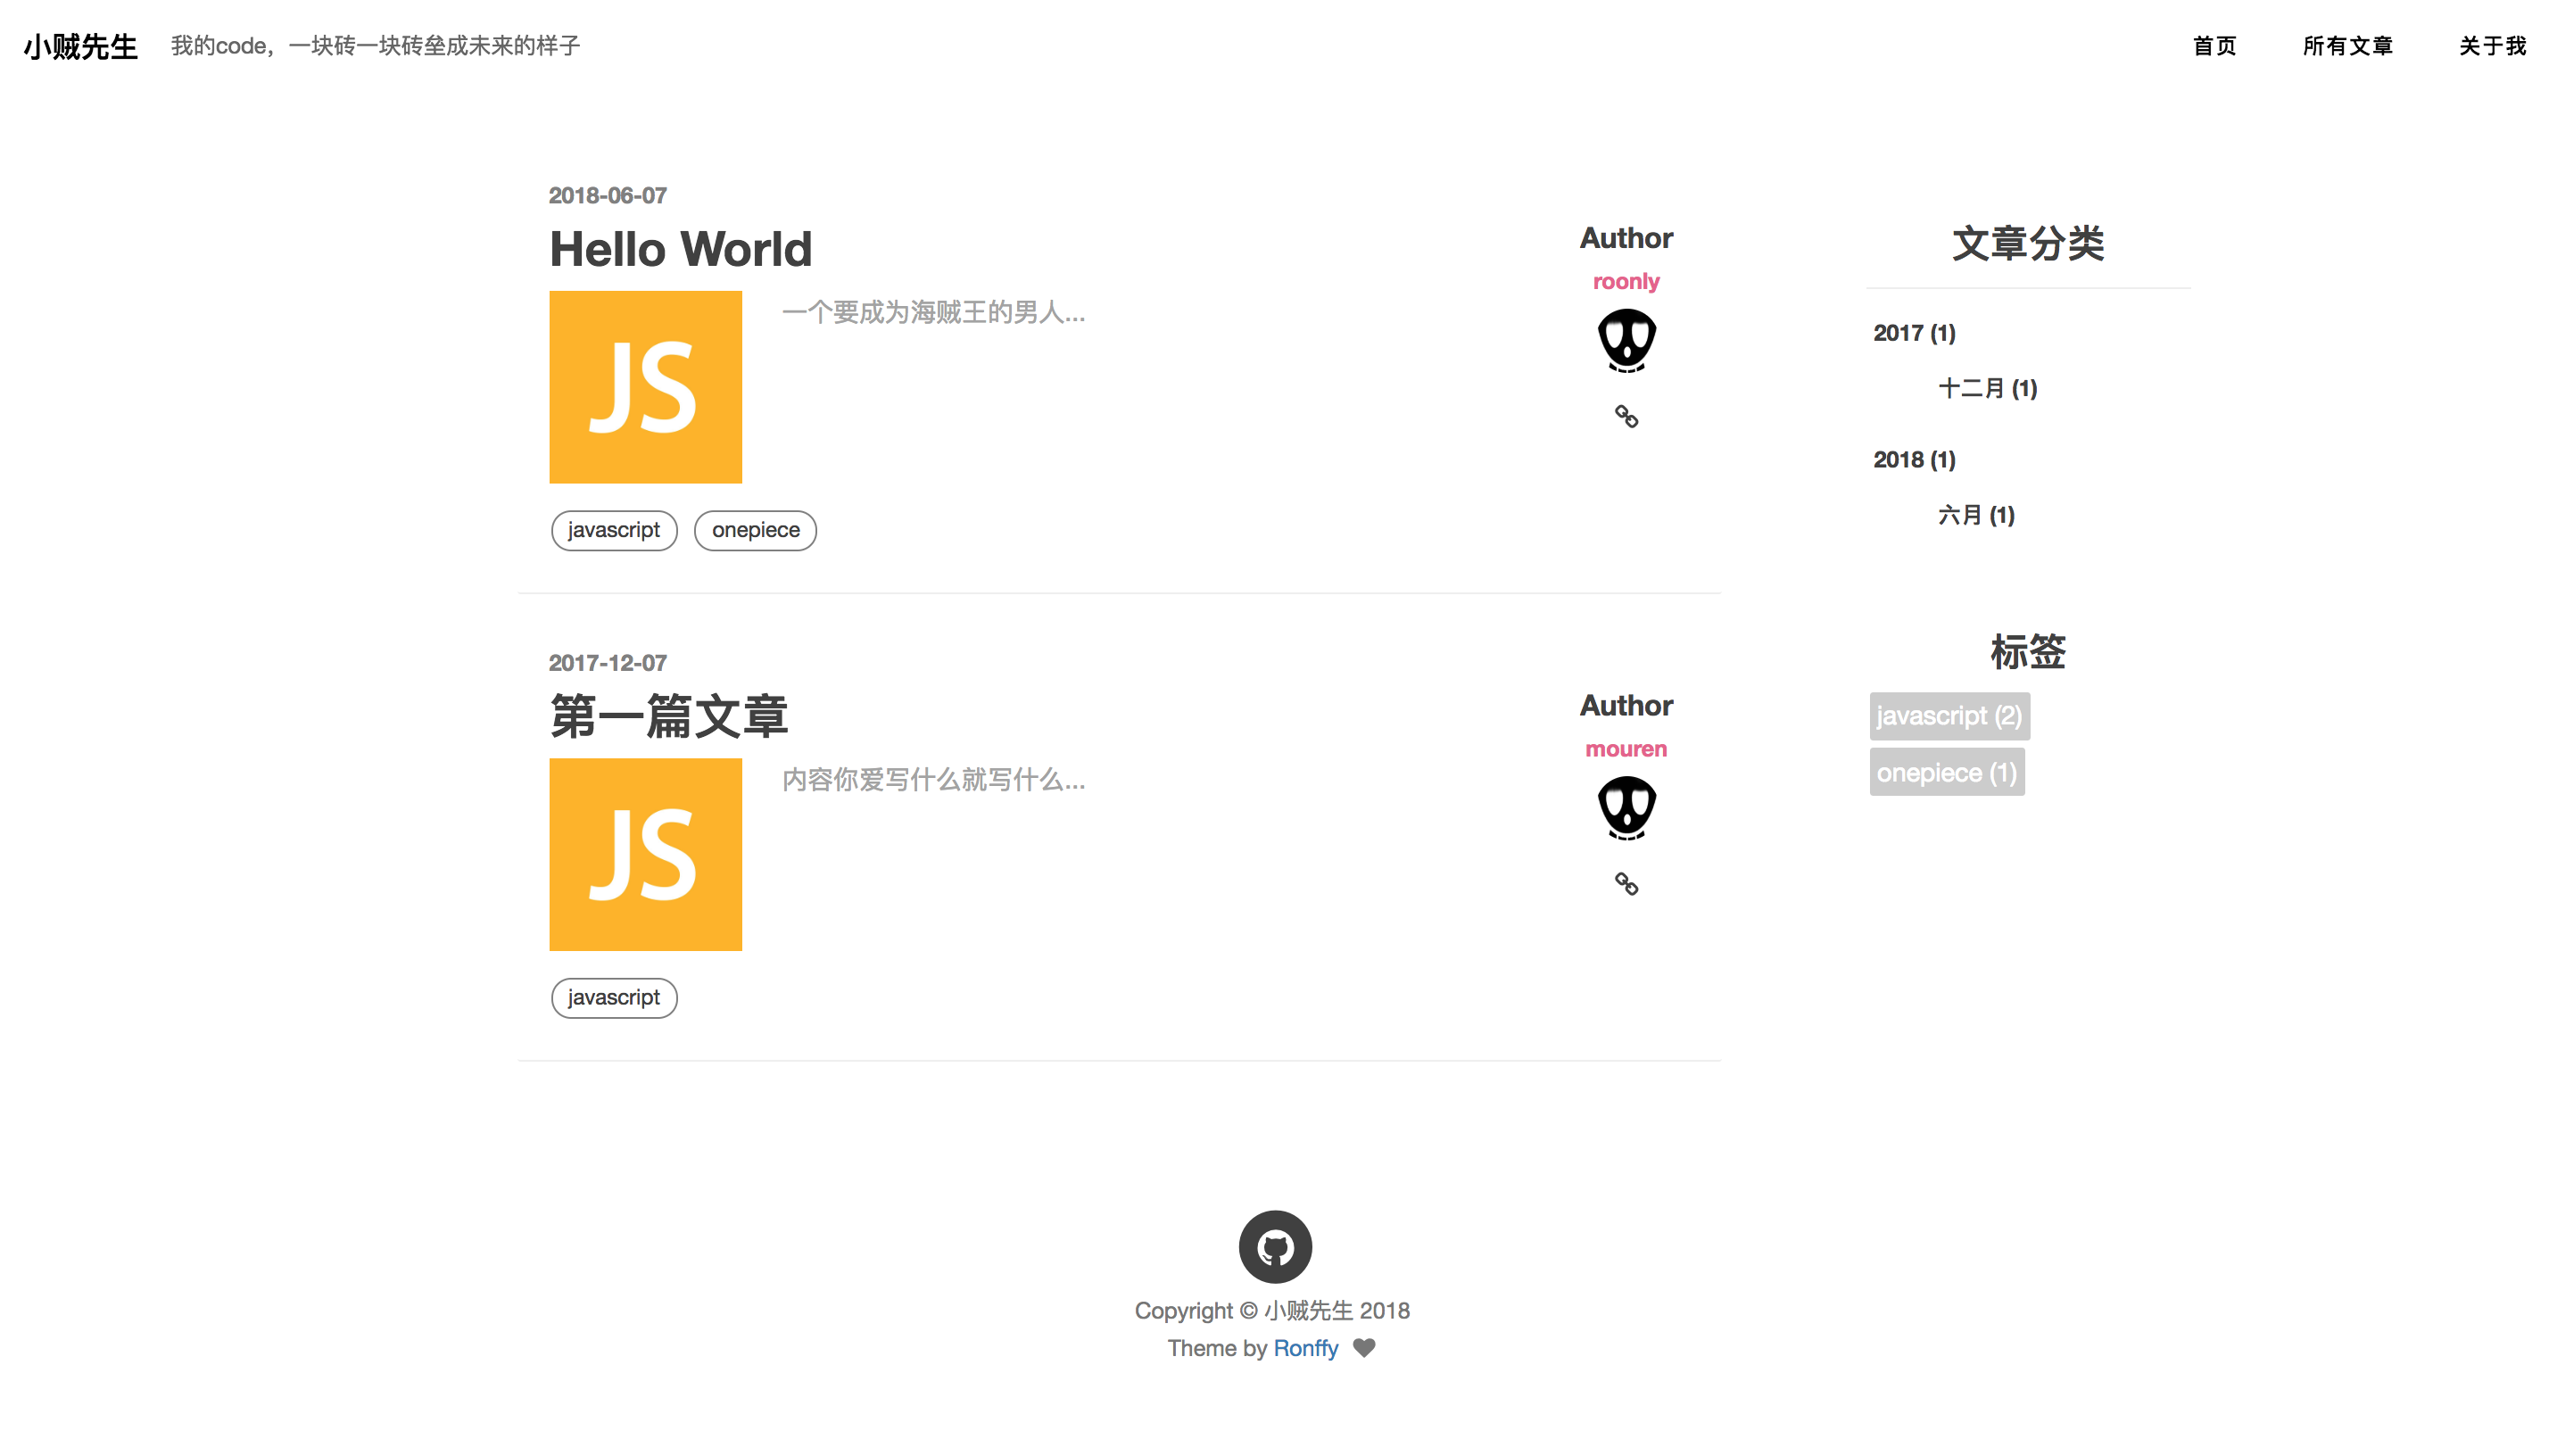 小贼先生
我的code，一块砖一块砖垒成未来的样子
首页
所有文章
关于我
2018-06-07
Hello World
JS
一个要成为海贼王的男人...
javascript
onepiece
Author
roonly
2017-12-07
第一篇文章
JS
内容你爱写什么就写什么...
javascript
Author
mouren
文章分类
2017 (1)
十二月 (1)
2018 (1)
六月 (1)
标签
javascript (2)
onepiece (1)
Copyright © 小贼先生 2018
Theme by Ronffy